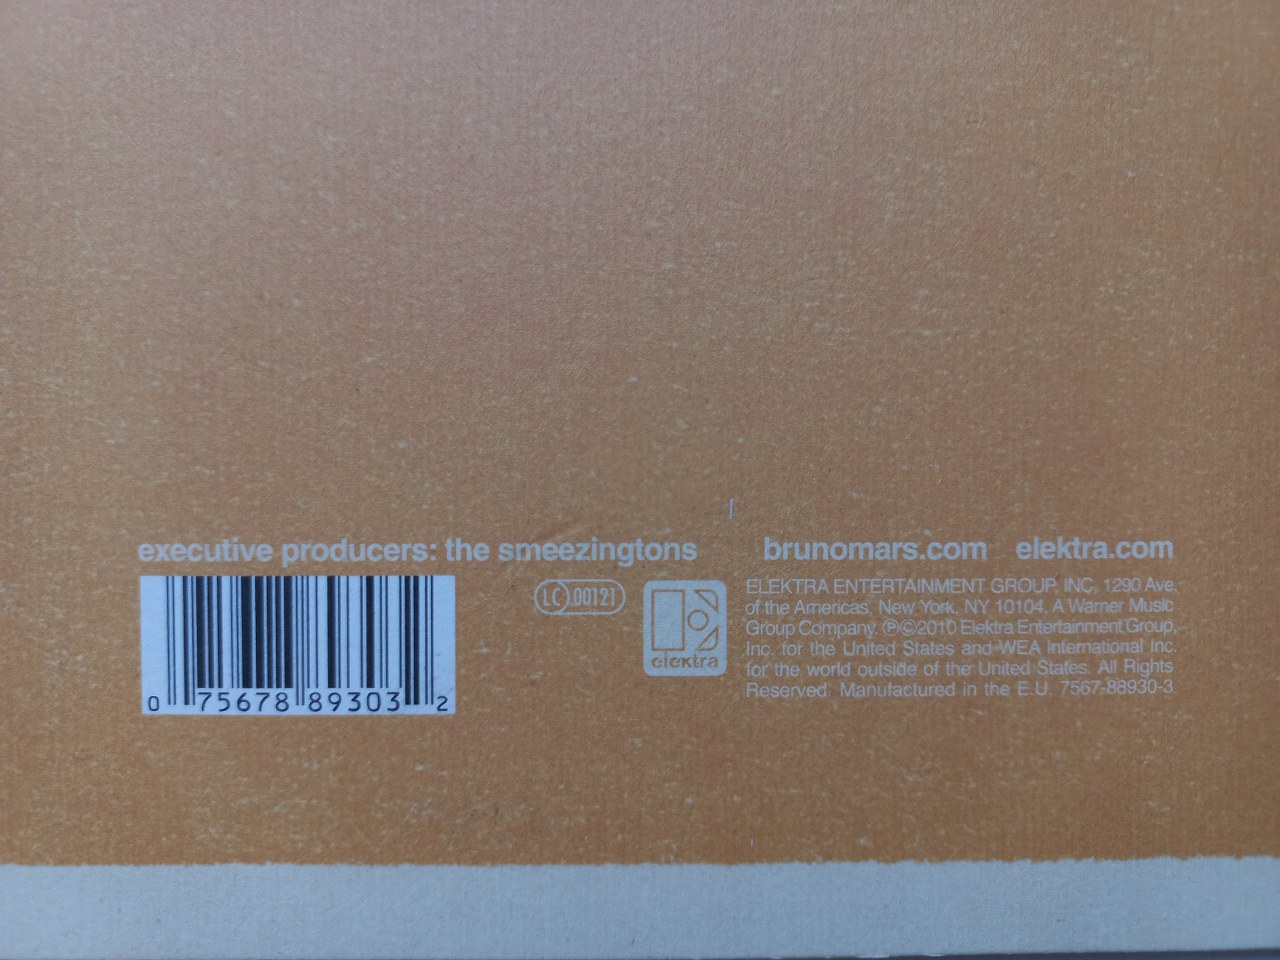 executive producers: the smeezingtons
brunomars.com elektra.com
0 75678 89303 2
LC 00121
elektra
ELEKTRA ENTERTAINMENT GROUP INC, 1290 Ave.
of the Americas, New York, NY 10104. A Warner Music
Group Company. ℗©2010 Elektra Entertainment Group,
Inc. for the United States and WEA International Inc.
for the world outside of the United States. All Rights
Reserved. Manufactured in the E.U. 7567-88930-3